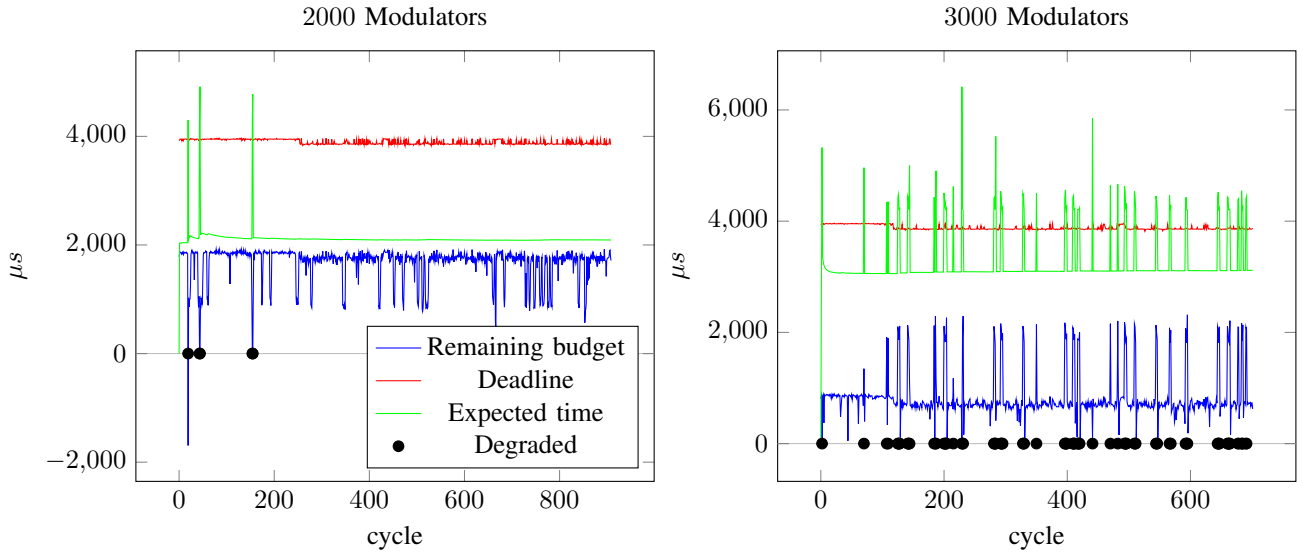 2000 Modulators
4,000
2,000
0
−2,000
μs
0
200
400
600
800
cycle
Remaining budget
Deadline
Expected time
Degraded
3000 Modulators
6,000
4,000
2,000
0
μs
0
200
400
600
cycle